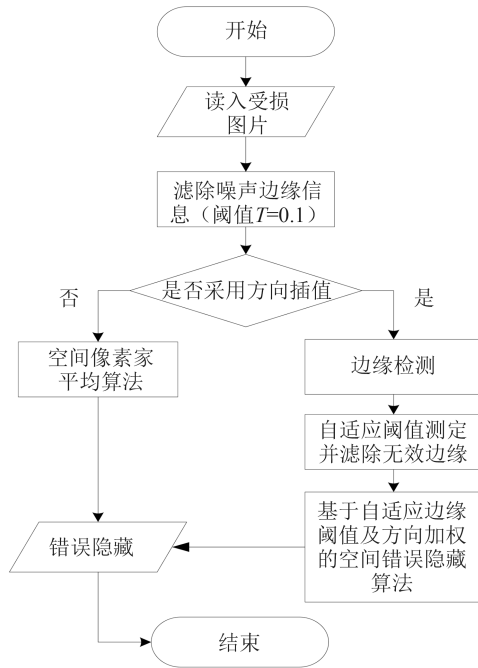 开始
读入受损
图片
滤除噪声边缘信
息（阈值T=0.1）
是否采用方向插值
否
是
空间像素家
平均算法
边缘检测
自适应阈值测定
并滤除无效边缘
基于自适应边缘
阈值及方向加权
的空间错误隐藏
算法
错误隐藏
结束